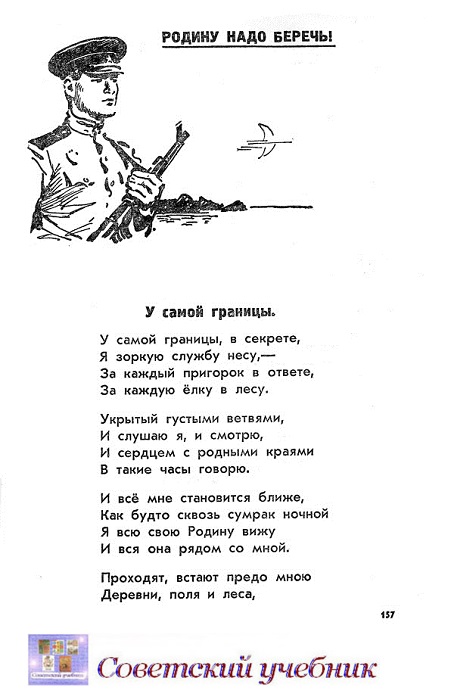 РОДИНУ НАДО БЕРЕЧЬ!
У самой границы.
У самой границы, в секрете,
Я зоркую службу несу,—
За каждый пригорок в ответе,
За каждую ёлку в лесу.
Укрытый густыми ветвями,
И слушаю я, и смотрю,
И сердцем с родными краями
В такие часы говорю.
И всё мне становится ближе,
Как будто сквозь сумрак ночной
Я всю свою Родину вижу
И вся она рядом со мной.
Проходят, встают предо мною
Деревни, поля и леса,
157
Советский учебник
Советский учебник